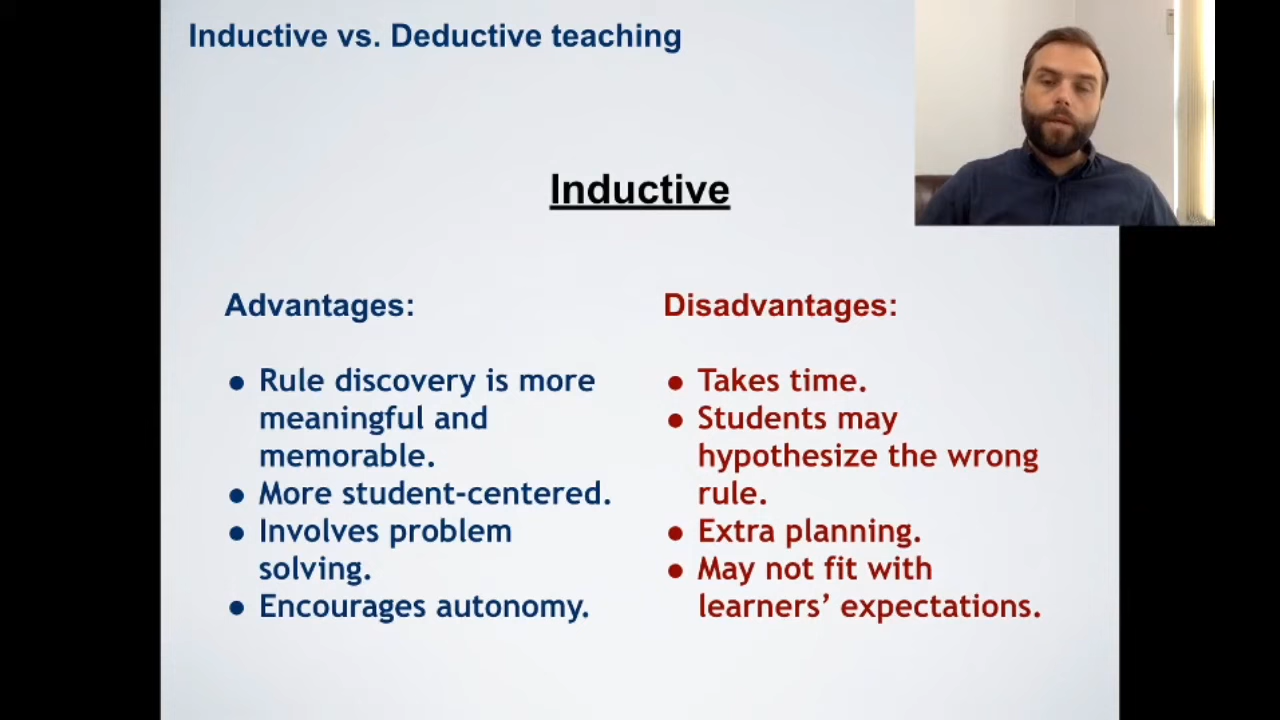 Inductive vs. Deductive teaching
Inductive
Advantages:
● Rule discovery is more
meaningful and
memorable.
● More student-centered.
● Involves problem
solving.
● Encourages autonomy.
Disadvantages:
● Takes time.
● Students may
hypothesize the wrong
rule.
● Extra planning.
● May not fit with
learners’ expectations.